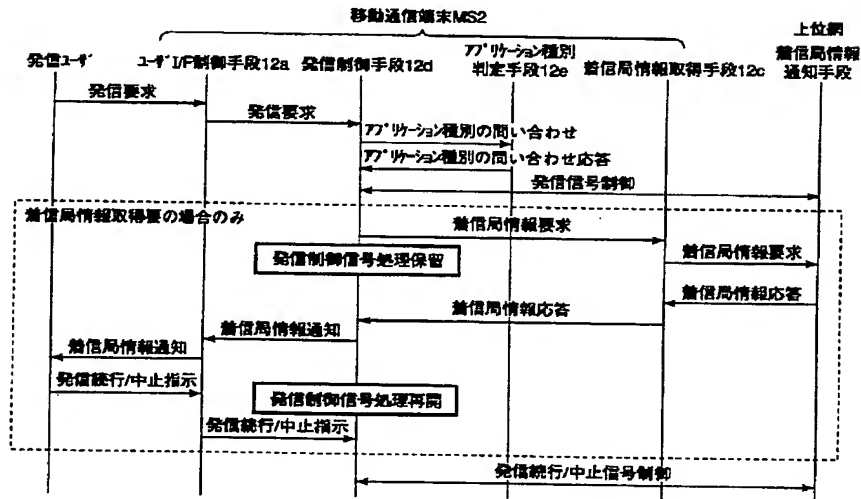 移動通信端末MS2
上位網
発信ユーザ
ユーザI/F制御手段12a
発信制御手段12d
アプリケーション種別
判定手段12e
着信局情報取得手段12c
着信局情報
通知手段
発信要求
発信要求
アプリケーション種別の問い合わせ
アプリケーション種別の問い合わせ応答
発信信号制御
着信局情報取得要の場合のみ
着信局情報要求
発信制御信号処理保留
着信局情報要求
着信局情報応答
着信局情報応答
着信局情報通知
着信局情報通知
発信続行/中止指示
発信制御信号処理再開
発信続行/中止指示
発信続行/中止信号制御